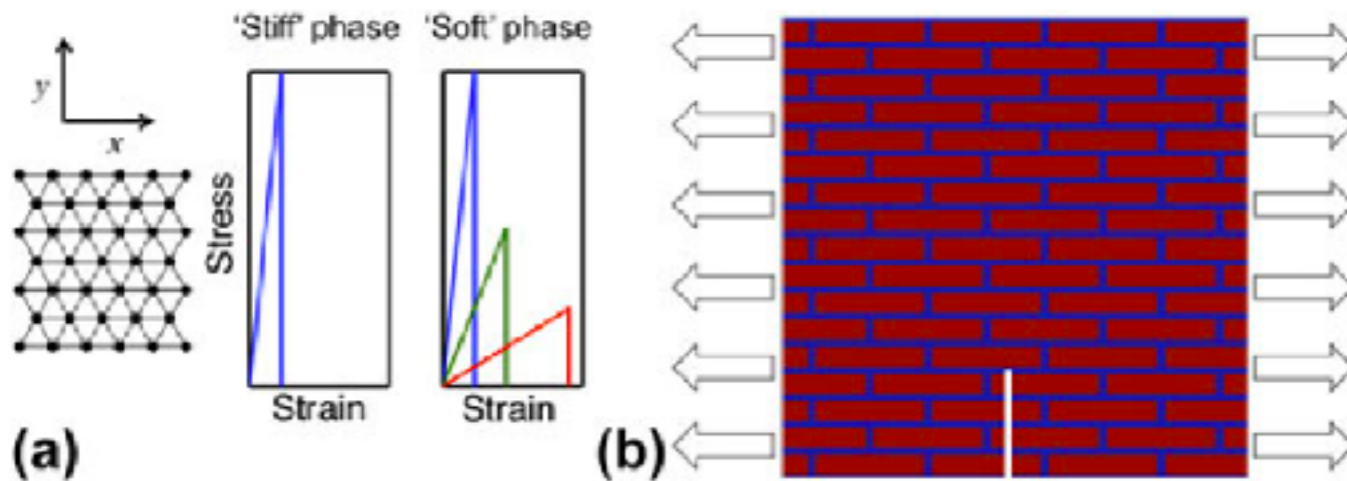 'Stiff' phase
'Soft' phase
y
x
Stress
Strain
Strain
(a)
(b)